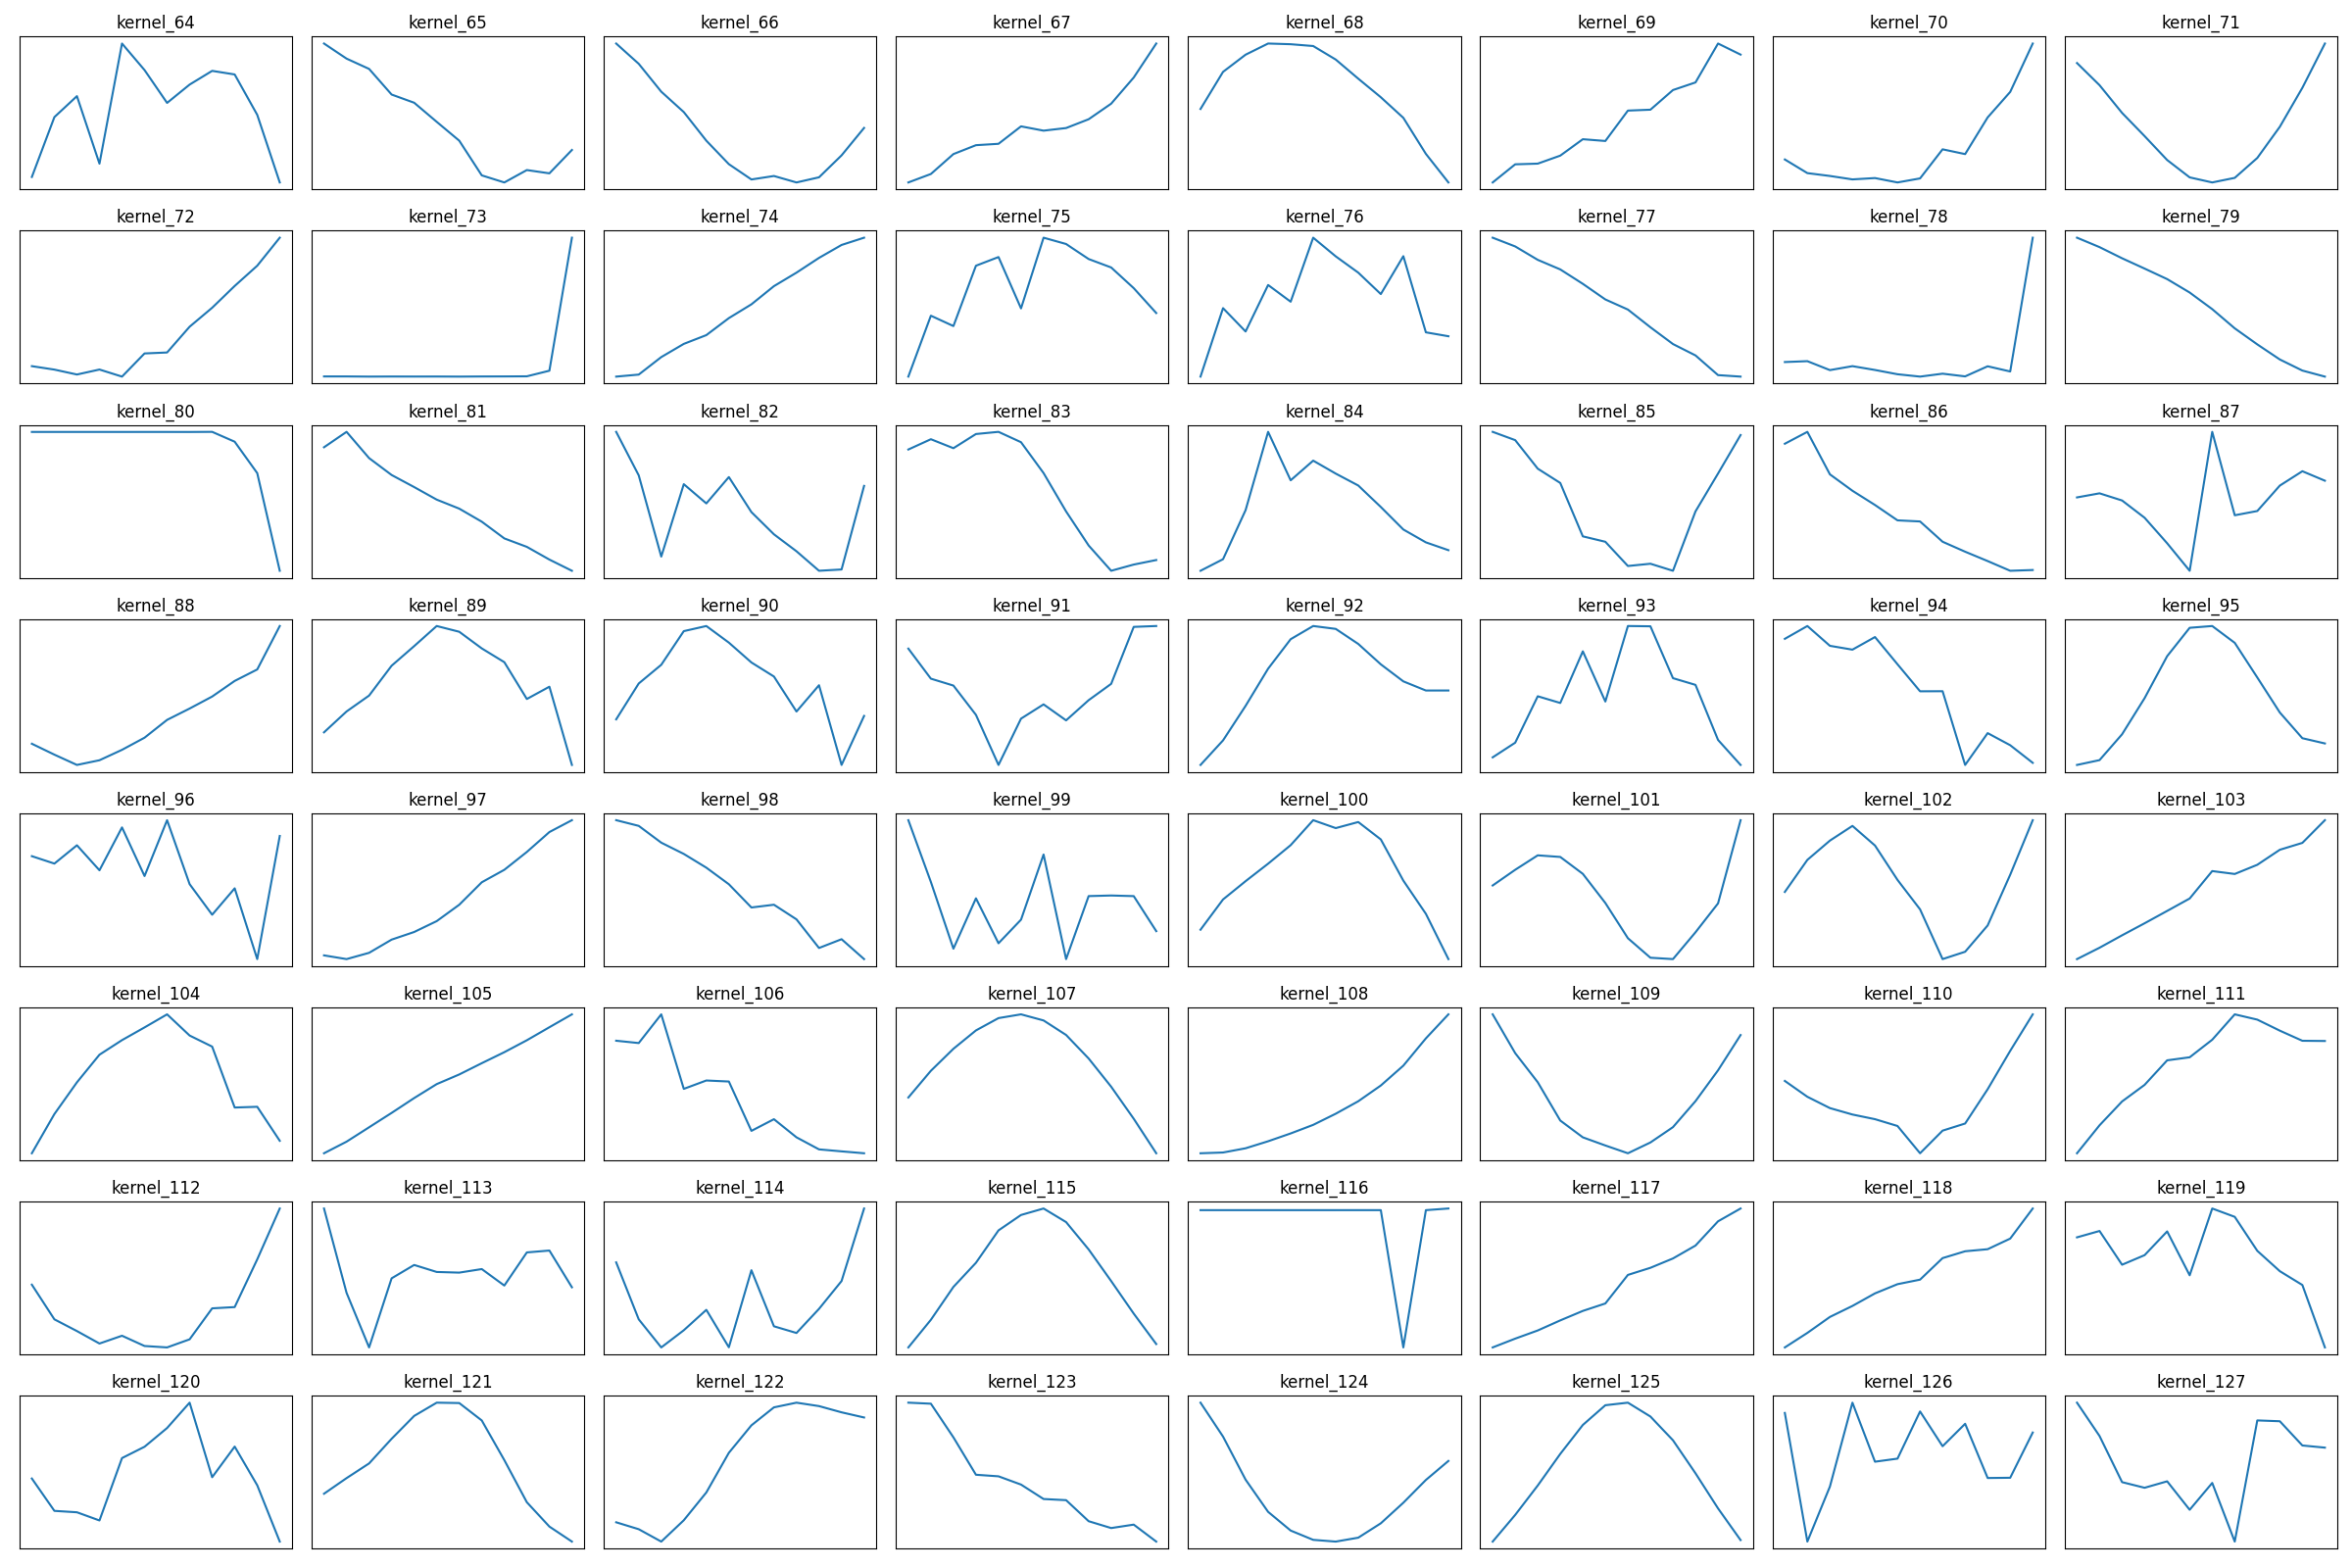 kernel_64 kernel_65 kernel_66 kernel_67 kernel_68 kernel_69 kernel_70 kernel_71
kernel_72 kernel_73 kernel_74 kernel_75 kernel_76 kernel_77 kernel_78 kernel_79
kernel_80 kernel_81 kernel_82 kernel_83 kernel_84 kernel_85 kernel_86 kernel_87
kernel_88 kernel_89 kernel_90 kernel_91 kernel_92 kernel_93 kernel_94 kernel_95
kernel_96 kernel_97 kernel_98 kernel_99 kernel_100 kernel_101 kernel_102 kernel_103
kernel_104 kernel_105 kernel_106 kernel_107 kernel_108 kernel_109 kernel_110 kernel_111
kernel_112 kernel_113 kernel_114 kernel_115 kernel_116 kernel_117 kernel_118 kernel_119
kernel_120 kernel_121 kernel_122 kernel_123 kernel_124 kernel_125 kernel_126 kernel_127